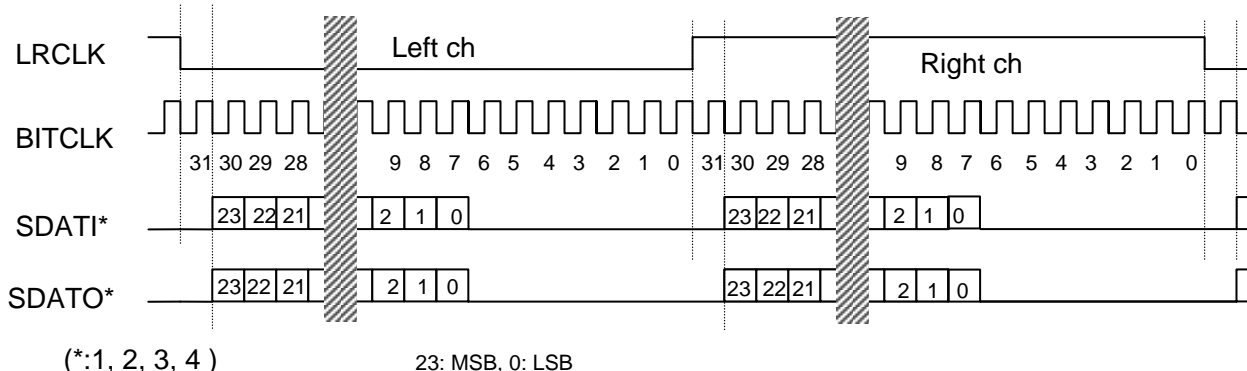 LRCLK Left ch Right ch
BITCLK
31 30 29 28 9 8 7 6 5 4 3 2 1 0 31 30 29 28 9 8 7 6 5 4 3 2 1 0
SDATI* 23 22 21 2 1 0 23 22 21 2 1 0
SDATO* 23 22 21 2 1 0 23 22 21 2 1 0
(*:1, 2, 3, 4 ) 23: MSB, 0: LSB